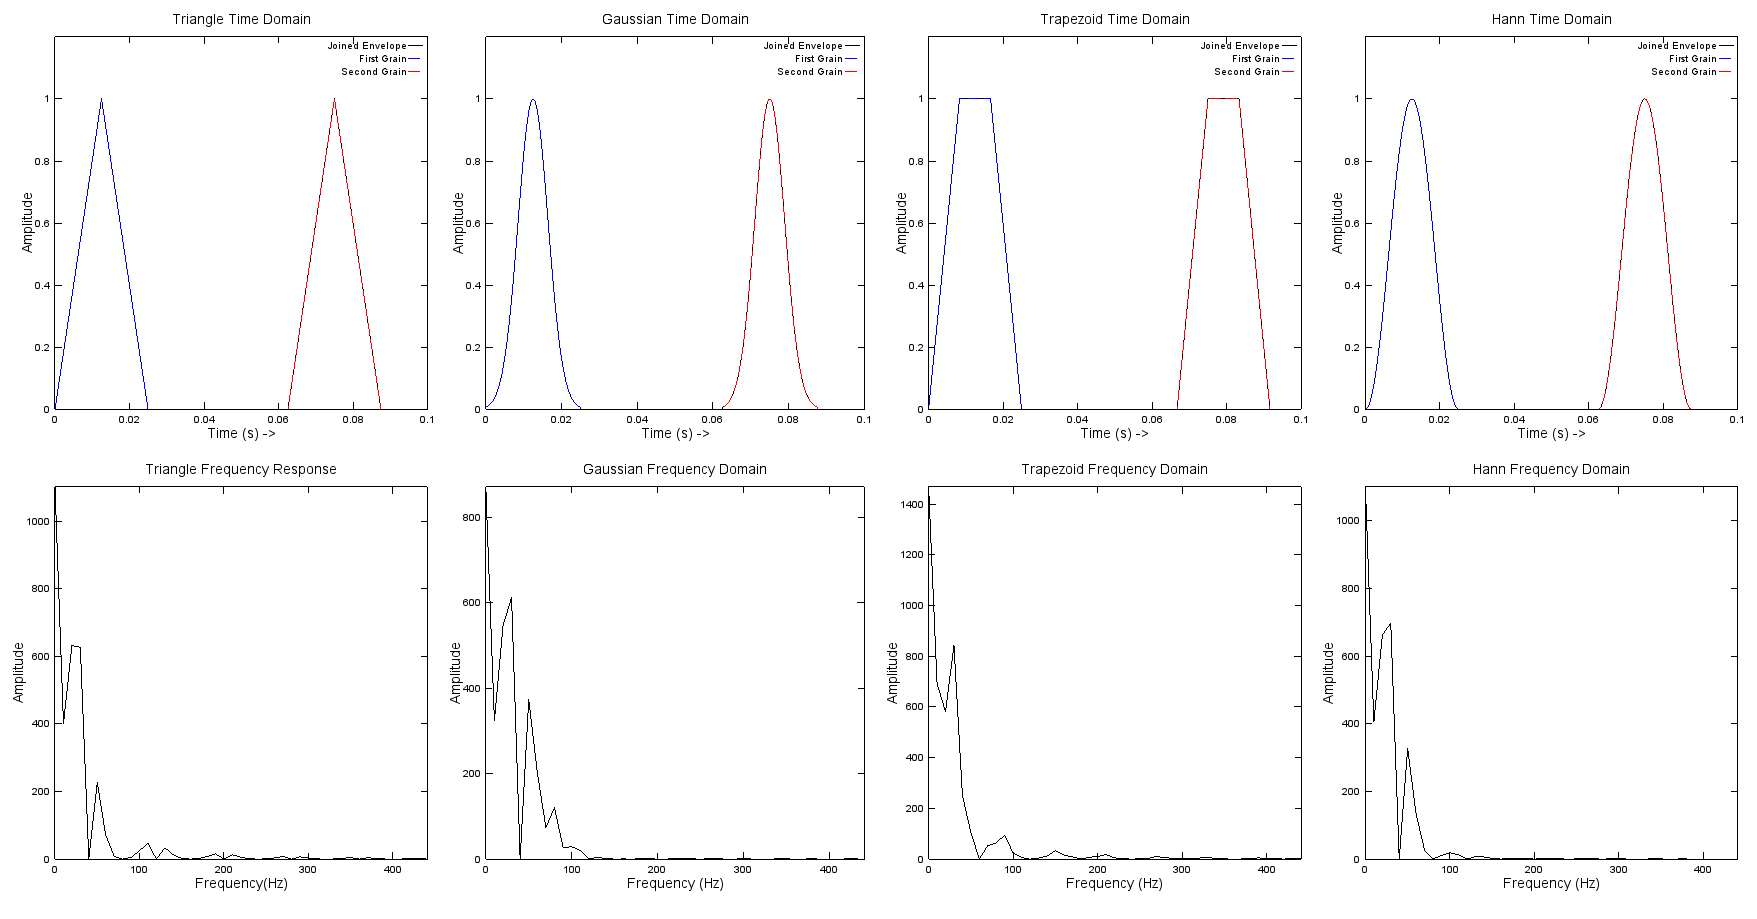 Triangle Time Domain
Joined Envelope
First Grain
Second Grain
1
0.8
0.6
0.4
0.2
0
Amplitude
0 0.02 0.04 0.06 0.08 0.1
Time (s) ->
Gaussian Time Domain
Joined Envelope
First Grain
Second Grain
1
0.8
0.6
0.4
0.2
0
Amplitude
0 0.02 0.04 0.06 0.08 0.1
Time (s) ->
Trapezoid Time Domain
Joined Envelope
First Grain
Second Grain
1
0.8
0.6
0.4
0.2
0
Amplitude
0 0.02 0.04 0.06 0.08 0.1
Time (s) ->
Hann Time Domain
Joined Envelope
First Grain
Second Grain
1
0.8
0.6
0.4
0.2
0
Amplitude
0 0.02 0.04 0.06 0.08 0.1
Time (s) ->
Triangle Frequency Response
1000
800
600
400
200
0
Amplitude
0 100 200 300 400
Frequency(Hz)
Gaussian Frequency Domain
800
600
400
200
0
Amplitude
0 100 200 300 400
Frequency (Hz)
Trapezoid Frequency Domain
1400
1200
1000
800
600
400
200
0
Amplitude
0 100 200 300 400
Frequency (Hz)
Hann Frequency Domain
1000
800
600
400
200
0
Amplitude
0 100 200 300 400
Frequency (Hz)